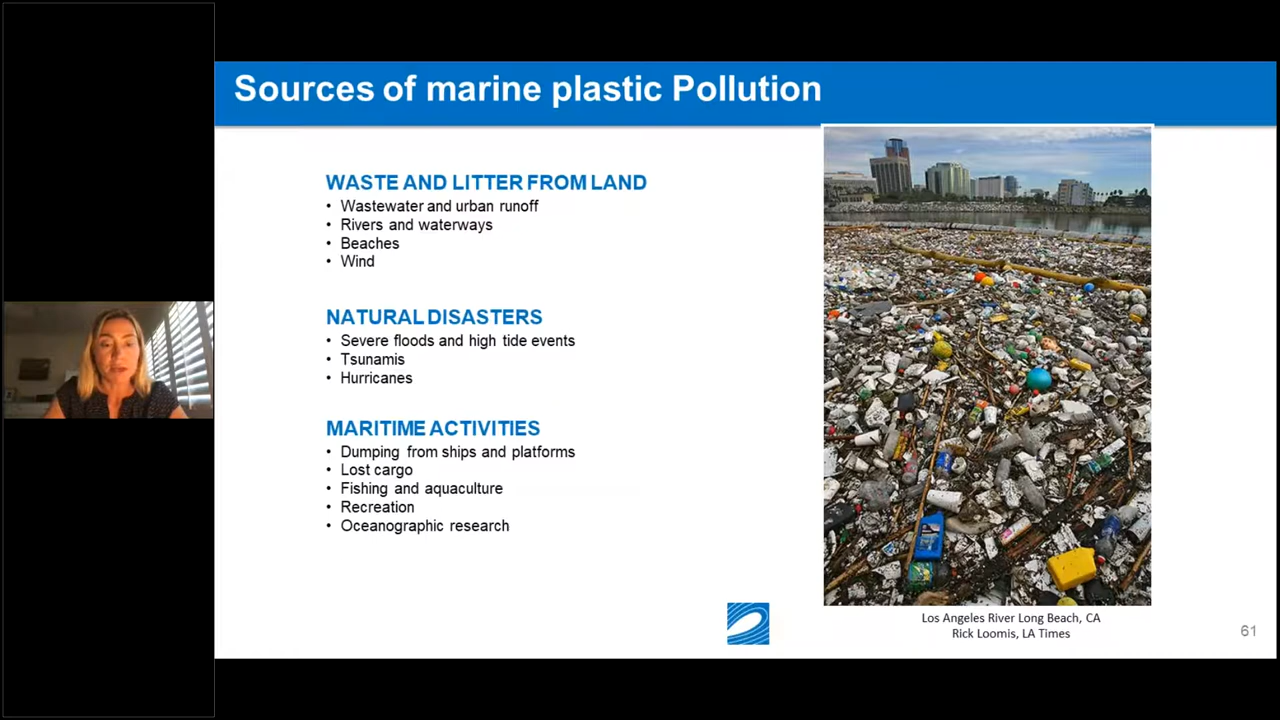 Sources of marine plastic Pollution
WASTE AND LITTER FROM LAND
• Wastewater and urban runoff
• Rivers and waterways
• Beaches
• Wind
NATURAL DISASTERS
• Severe floods and high tide events
• Tsunamis
• Hurricanes
MARITIME ACTIVITIES
• Dumping from ships and platforms
• Lost cargo
• Fishing and aquaculture
• Recreation
• Oceanographic research
Los Angeles River Long Beach, CA
Rick Loomis, LA Times
61